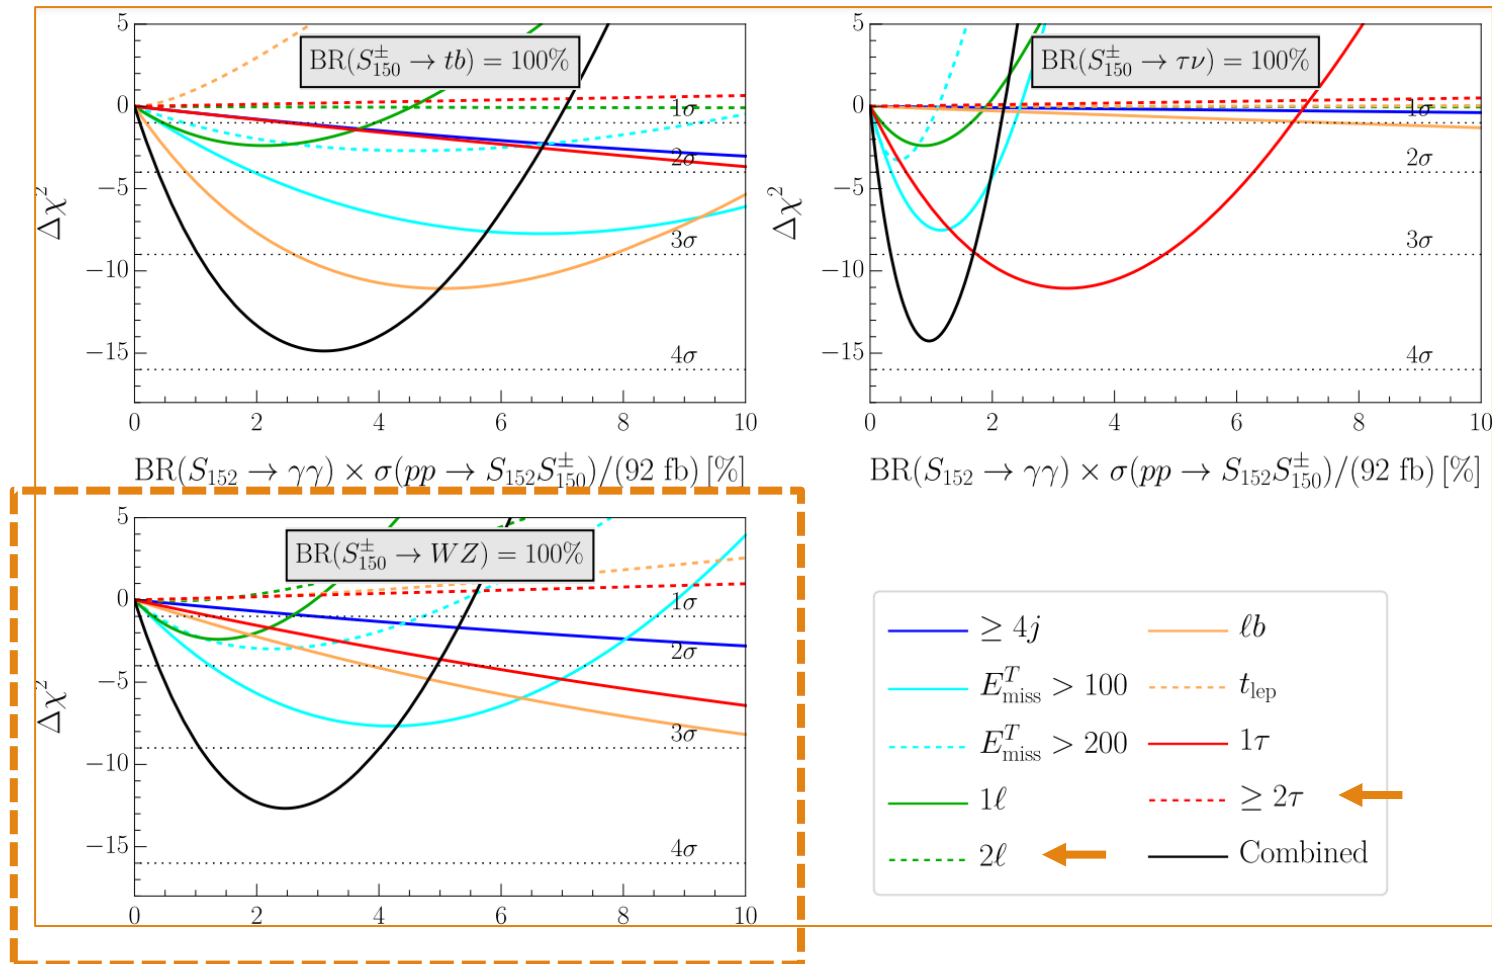 BR(S±150 → tb) = 100%
5
0
−5
−10
−15
Δχ²
1σ
2σ
3σ
4σ
0 2 4 6 8 10
BR(S152 → γγ) × σ(pp → S152S±150)/(92 fb) [%]
BR(S±150 → τν) = 100%
5
0
−5
−10
−15
Δχ²
1σ
2σ
3σ
4σ
0 2 4 6 8 10
BR(S152 → γγ) × σ(pp → S152S±150)/(92 fb) [%]
BR(S±150 → WZ) = 100%
5
0
−5
−10
−15
Δχ²
1σ
2σ
3σ
4σ
0 2 4 6 8 10
≥ 4j
E^T_miss > 100
E^T_miss > 200
1ℓ
2ℓ
ℓb
t_lep
1τ
≥ 2τ
Combined